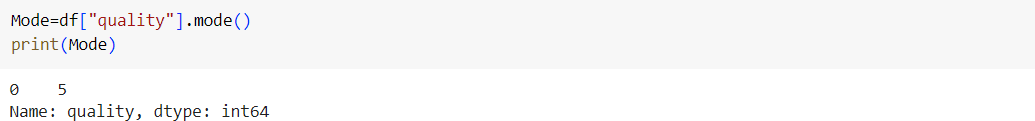 Mode=df["quality"].mode()
print(Mode)
0    5
Name: quality, dtype: int64